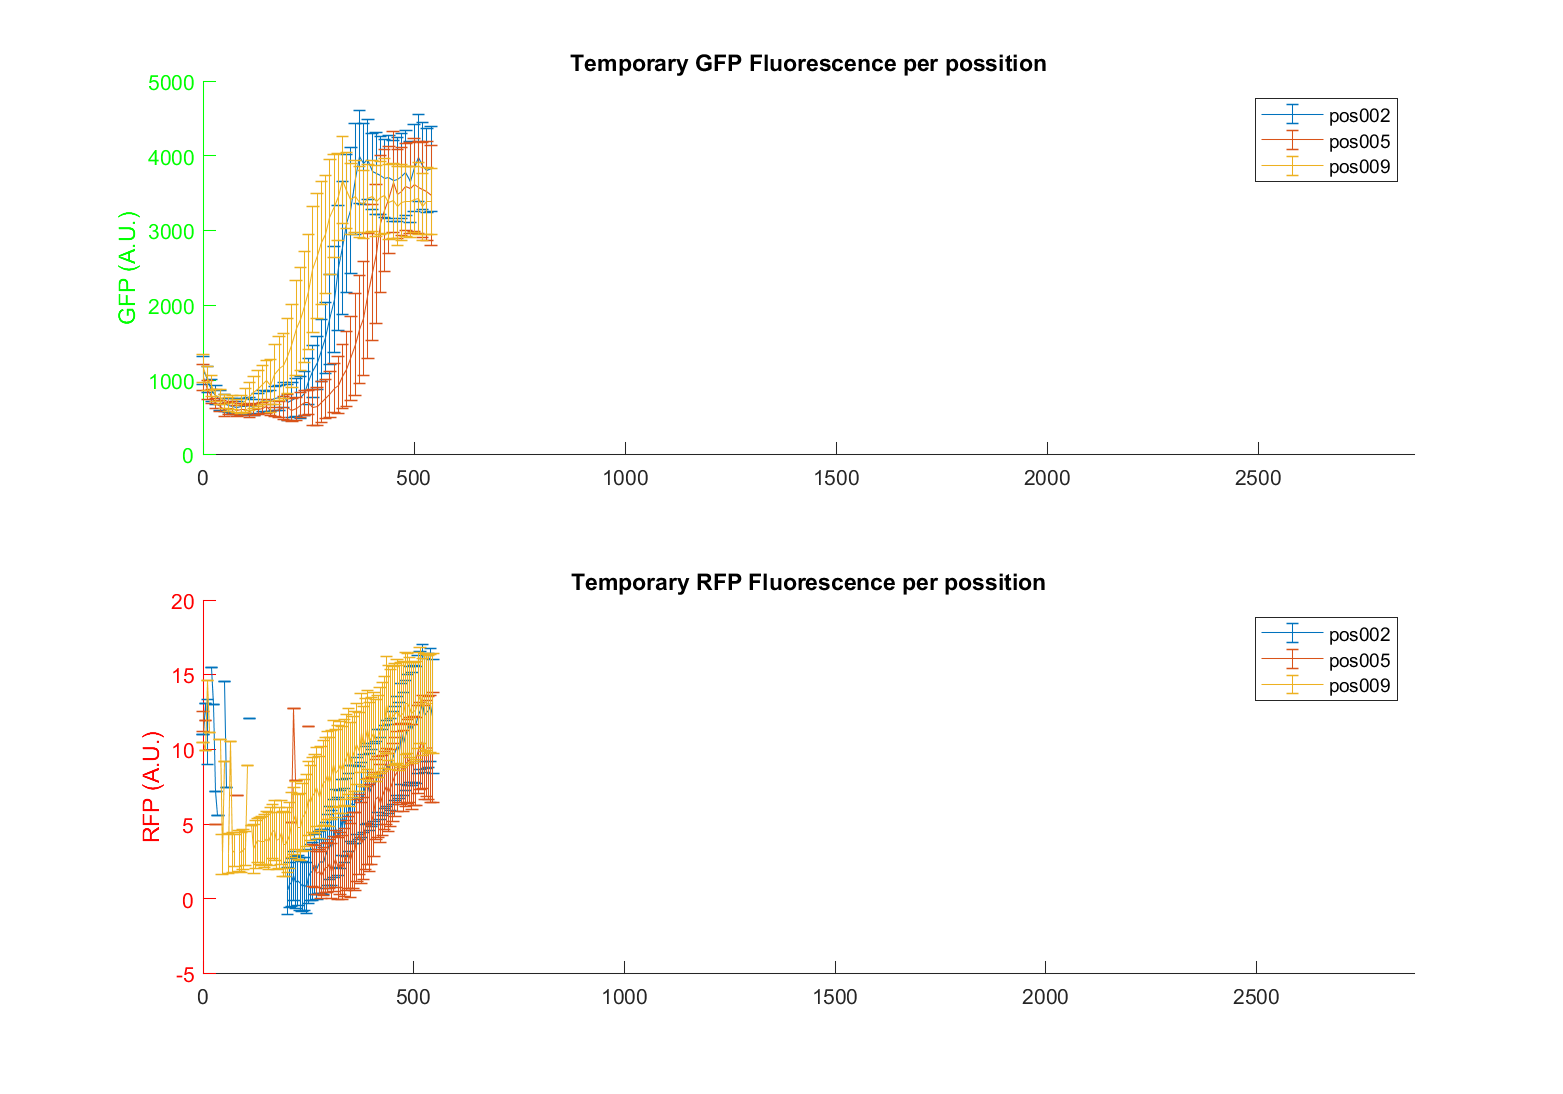 Temporary GFP Fluorescence per possition
GFP (A.U.)
5000
4000
3000
2000
1000
0
0 500 1000 1500 2000 2500
pos002
pos005
pos009
Temporary RFP Fluorescence per possition
RFP (A.U.)
20
15
10
5
0
-5
0 500 1000 1500 2000 2500
pos002
pos005
pos009